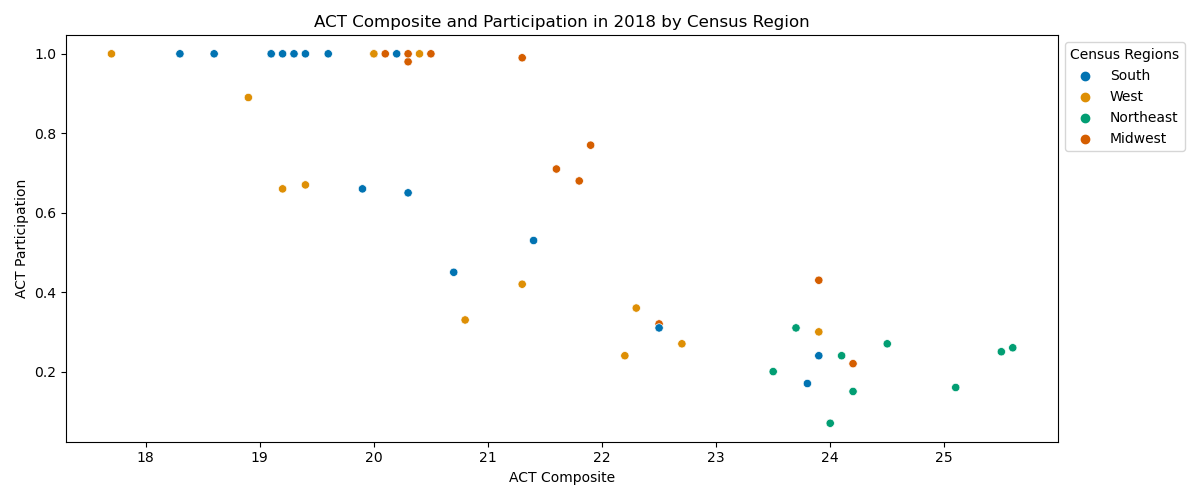 ACT Composite and Participation in 2018 by Census Region
Census Regions
South
West
Northeast
Midwest
ACT Participation
1.0
0.8
0.6
0.4
0.2
18 19 20 21 22 23 24 25
ACT Composite